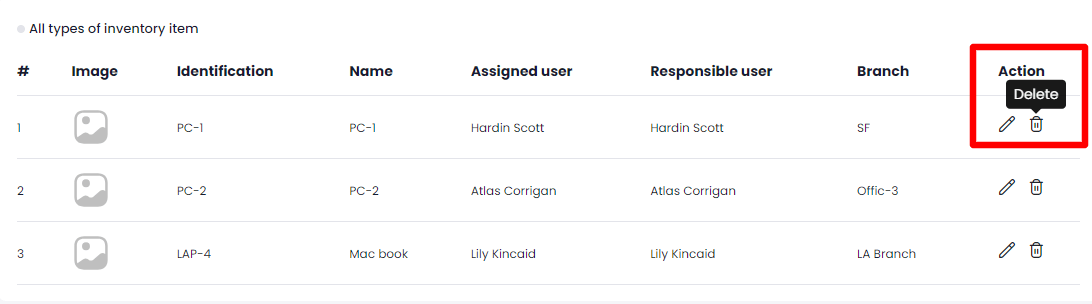 All types of inventory item
# Image Identification Name Assigned user Responsible user Branch Action
Delete
1 PC-1 PC-1 Hardin Scott Hardin Scott SF
2 PC-2 PC-2 Atlas Corrigan Atlas Corrigan Offic-3
3 LAP-4 Mac book Lily Kincaid Lily Kincaid LA Branch